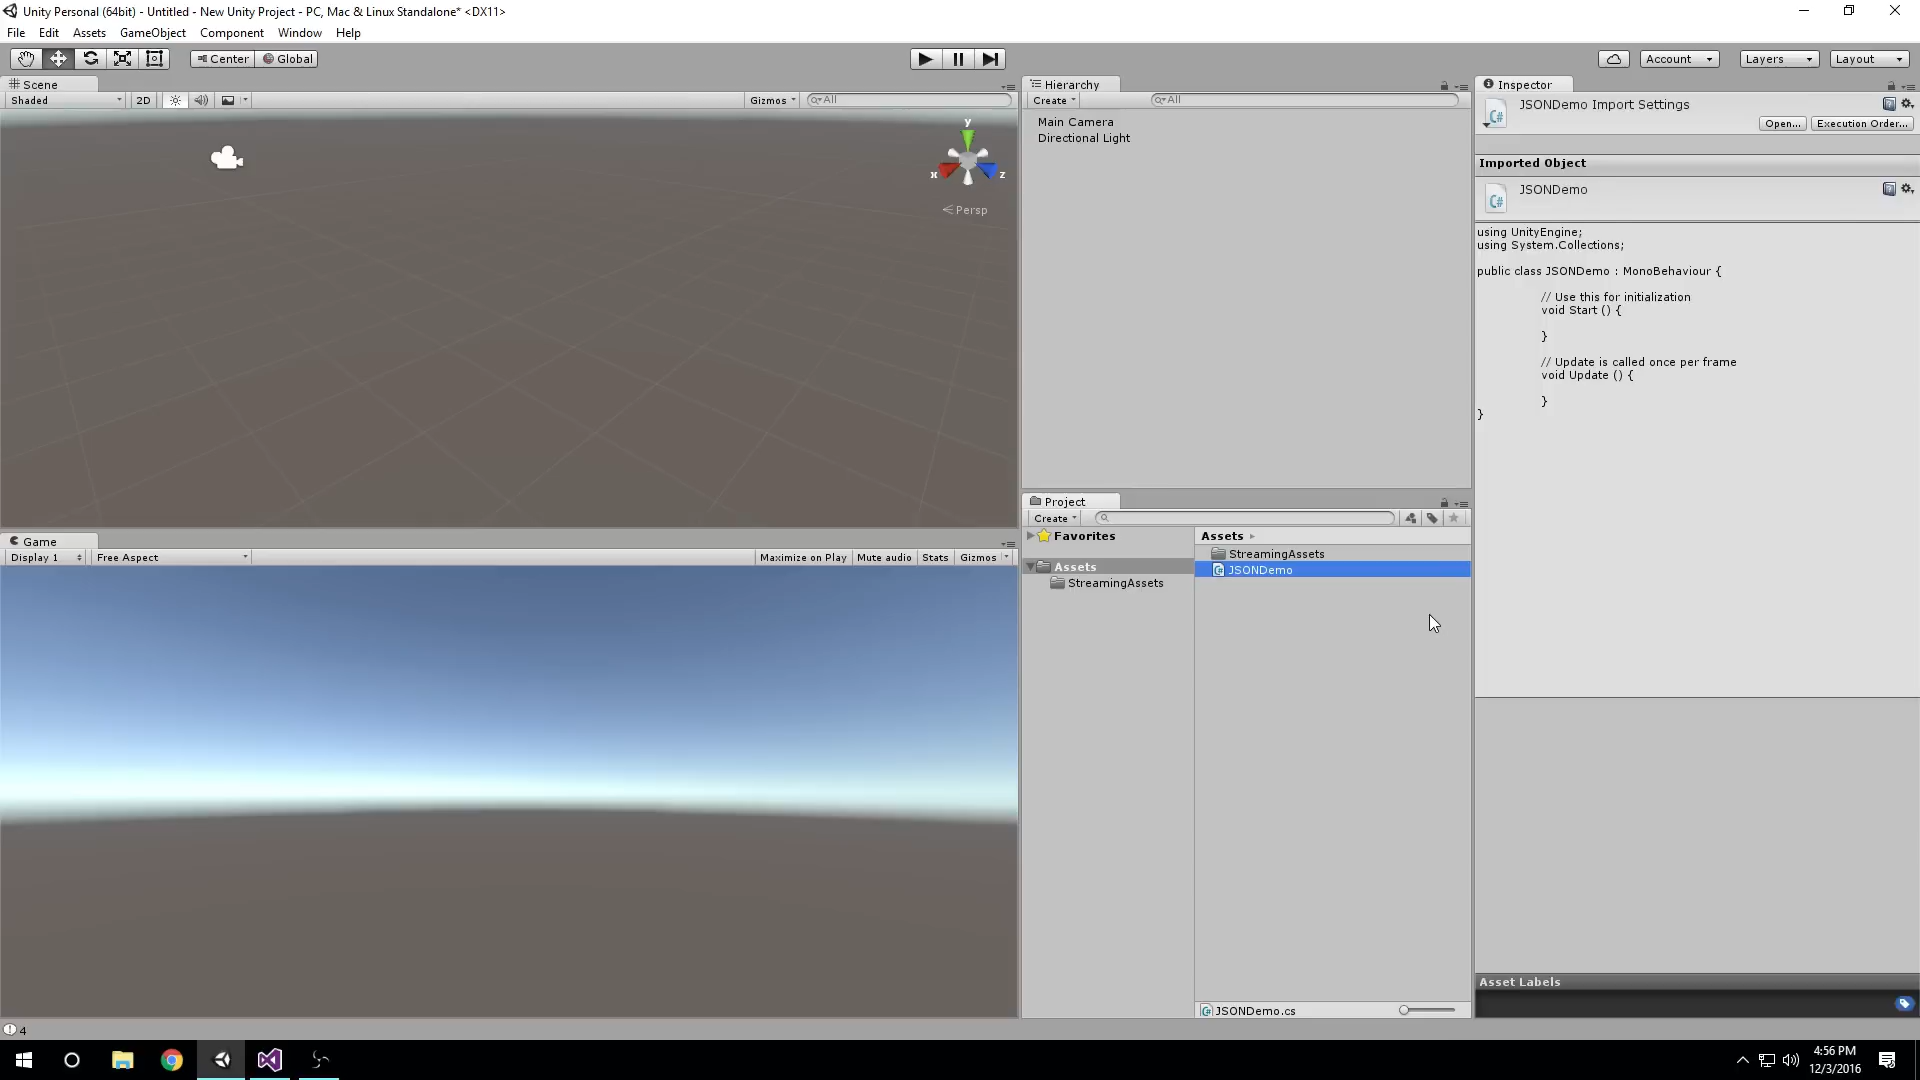 Unity Personal (64bit) - Untitled - New Unity Project - PC, Mac & Linux Standalone* <DX11>
File Edit Assets GameObject Component Window Help
Center Global
Account Layers Layout
Scene
Shaded 2D Gizmos All
y
x z
Persp
Hierarchy
Create All
Main Camera
Directional Light
Inspector
JSONDemo Import Settings
Open... Execution Order...
Imported Object
JSONDemo
using UnityEngine;
using System.Collections;
public class JSONDemo : MonoBehaviour {
// Use this for initialization
void Start () {
}
// Update is called once per frame
void Update () {
}
}
Game
Display 1 Free Aspect Maximize on Play Mute audio Stats Gizmos
Project
Create
Favorites
Assets
StreamingAssets
Assets
StreamingAssets
C# JSONDemo
JSONDemo.cs
Asset Labels
4
4:56 PM
12/3/2016